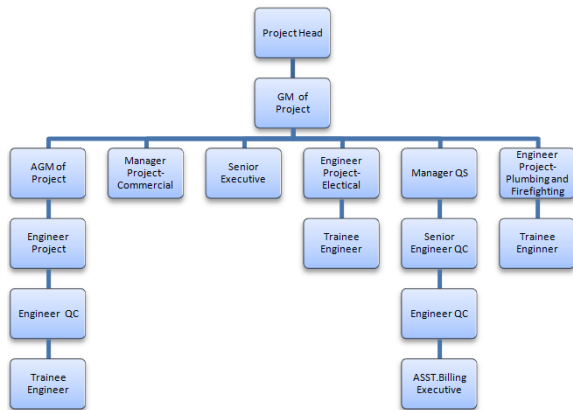 Project Head
GM of
Project
AGM of
Project
Manager
Project-
Commercial
Senior
Executive
Engineer
Project-
Electical
Manager QS
Engineer
Project-
Plumbing and
Firefighting
Engineer
Project
Trainee
Engineer
Senior
Engineer QC
Trainee
Enginner
Engineer QC
Engineer QC
Trainee
Engineer
ASST.Billing
Executive